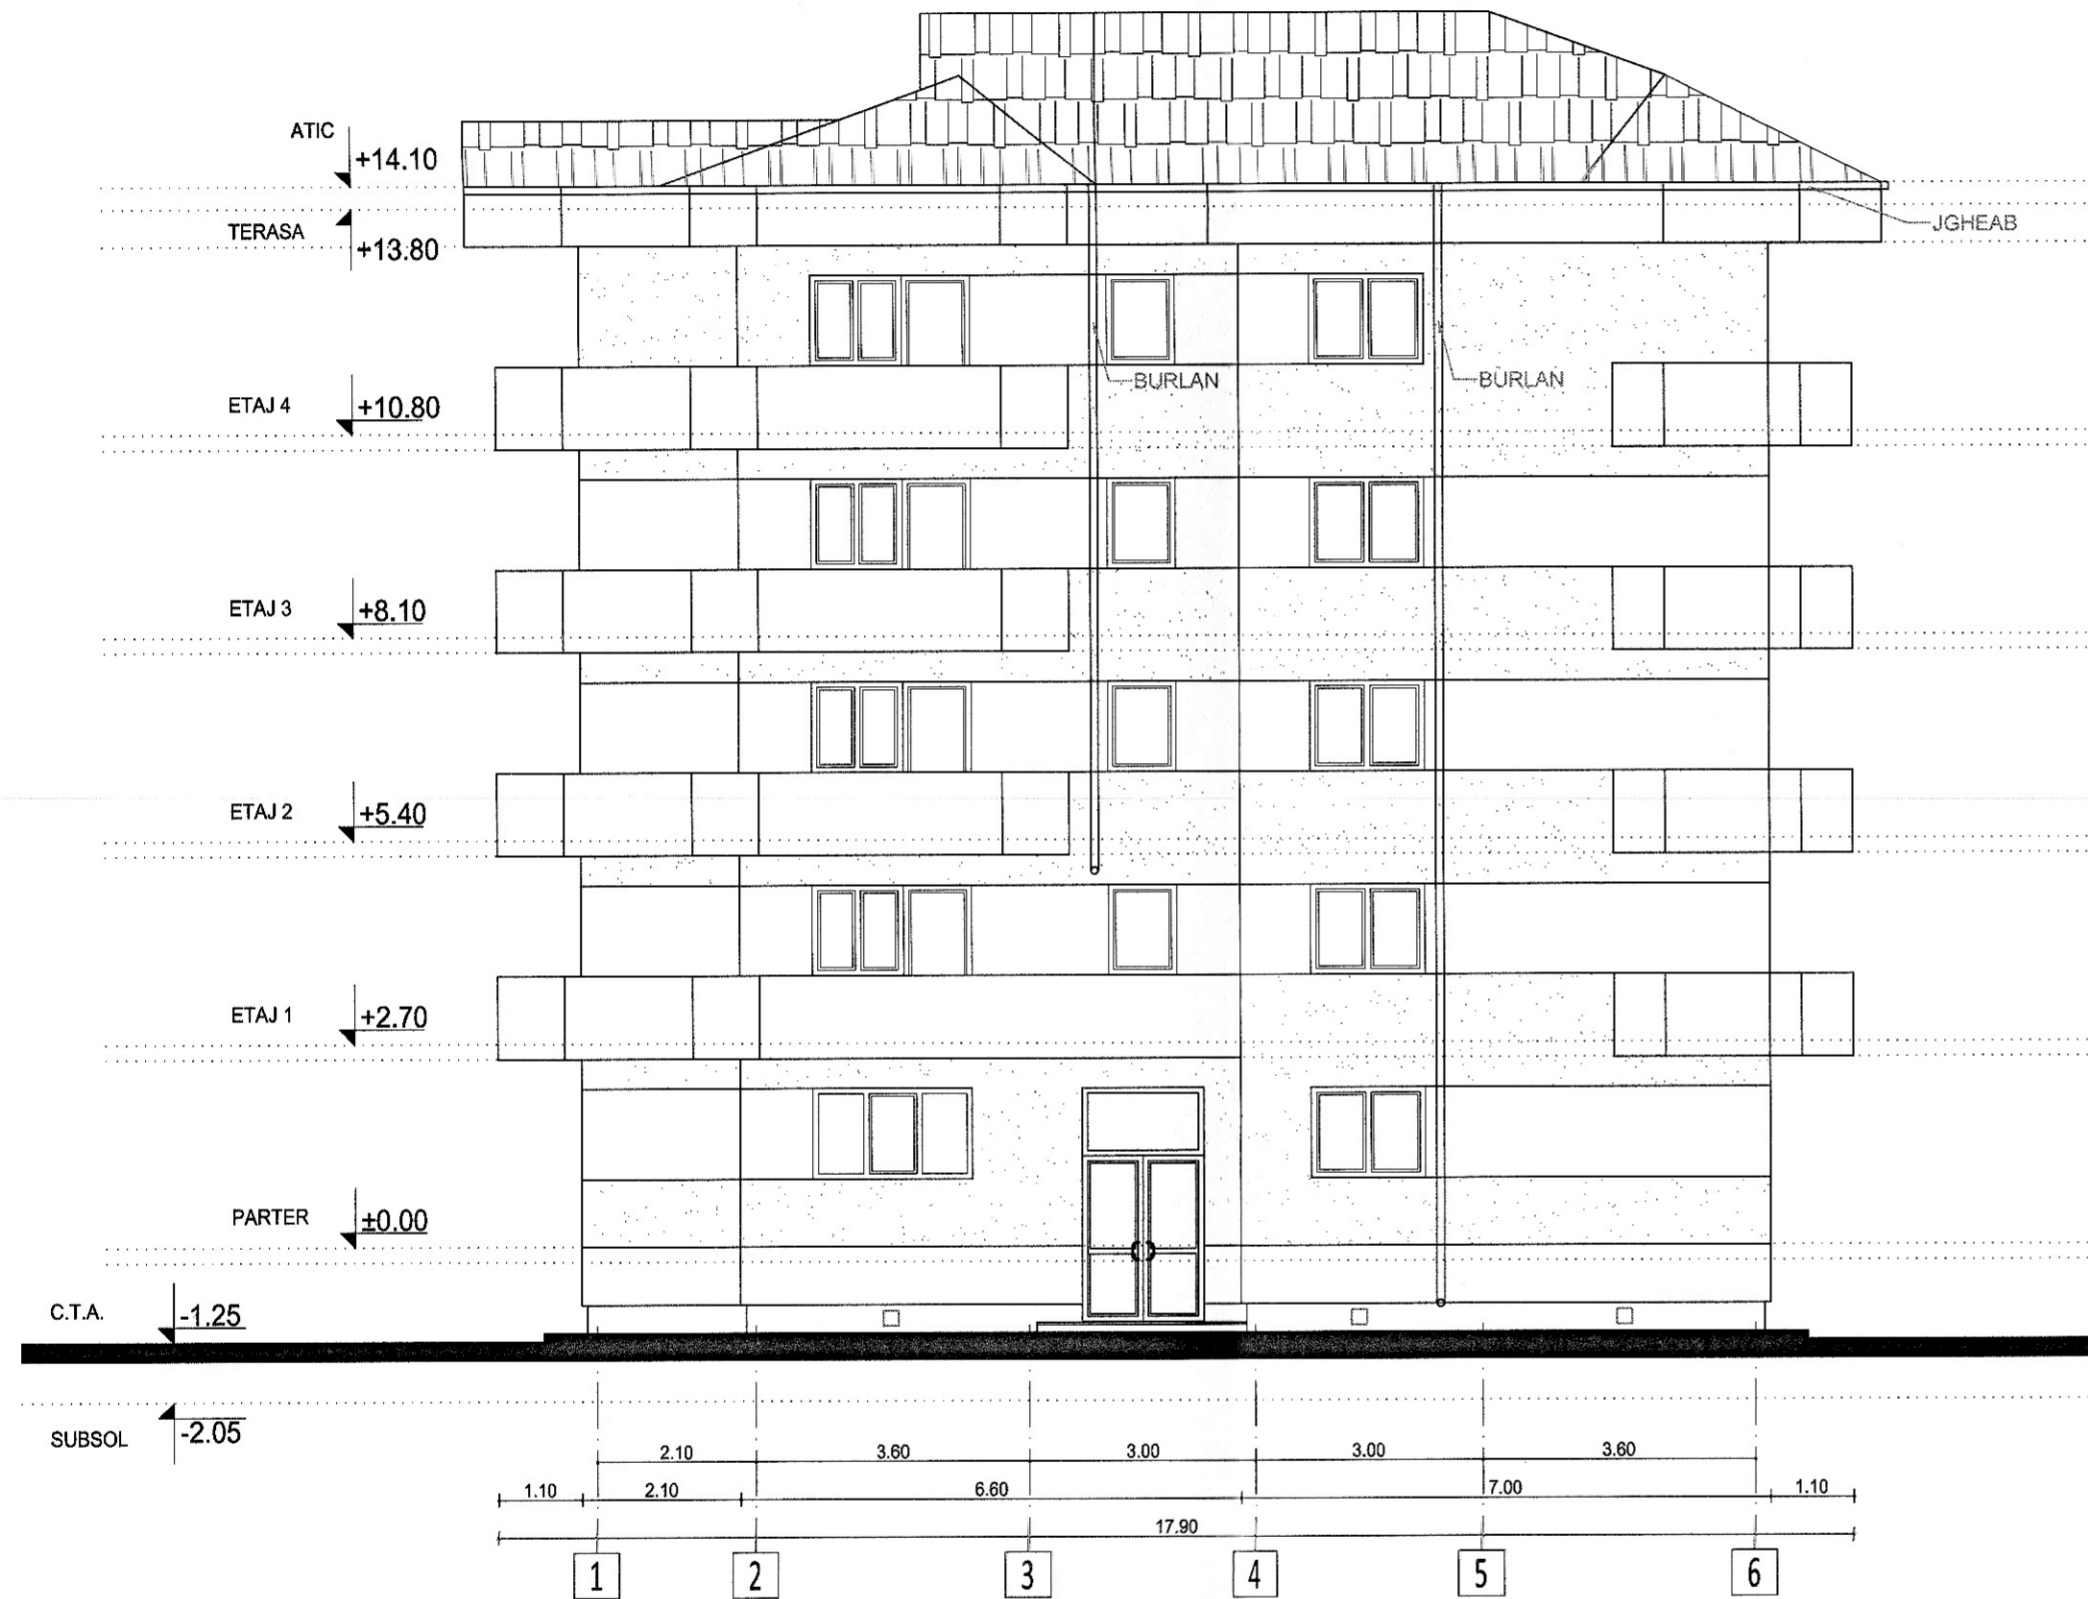 ATIC
+14.10
TERASA
+13.80
JGHEAB
BURLAN
BURLAN
ETAJ 4
+10.80
ETAJ 3
+8.10
ETAJ 2
+5.40
ETAJ 1
+2.70
PARTER
±0.00
C.T.A.
-1.25
SUBSOL
-2.05
2.10 3.60 3.00 3.00 3.60
1.10 2.10 6.60 7.00 1.10
17.90
1 2 3 4 5 6